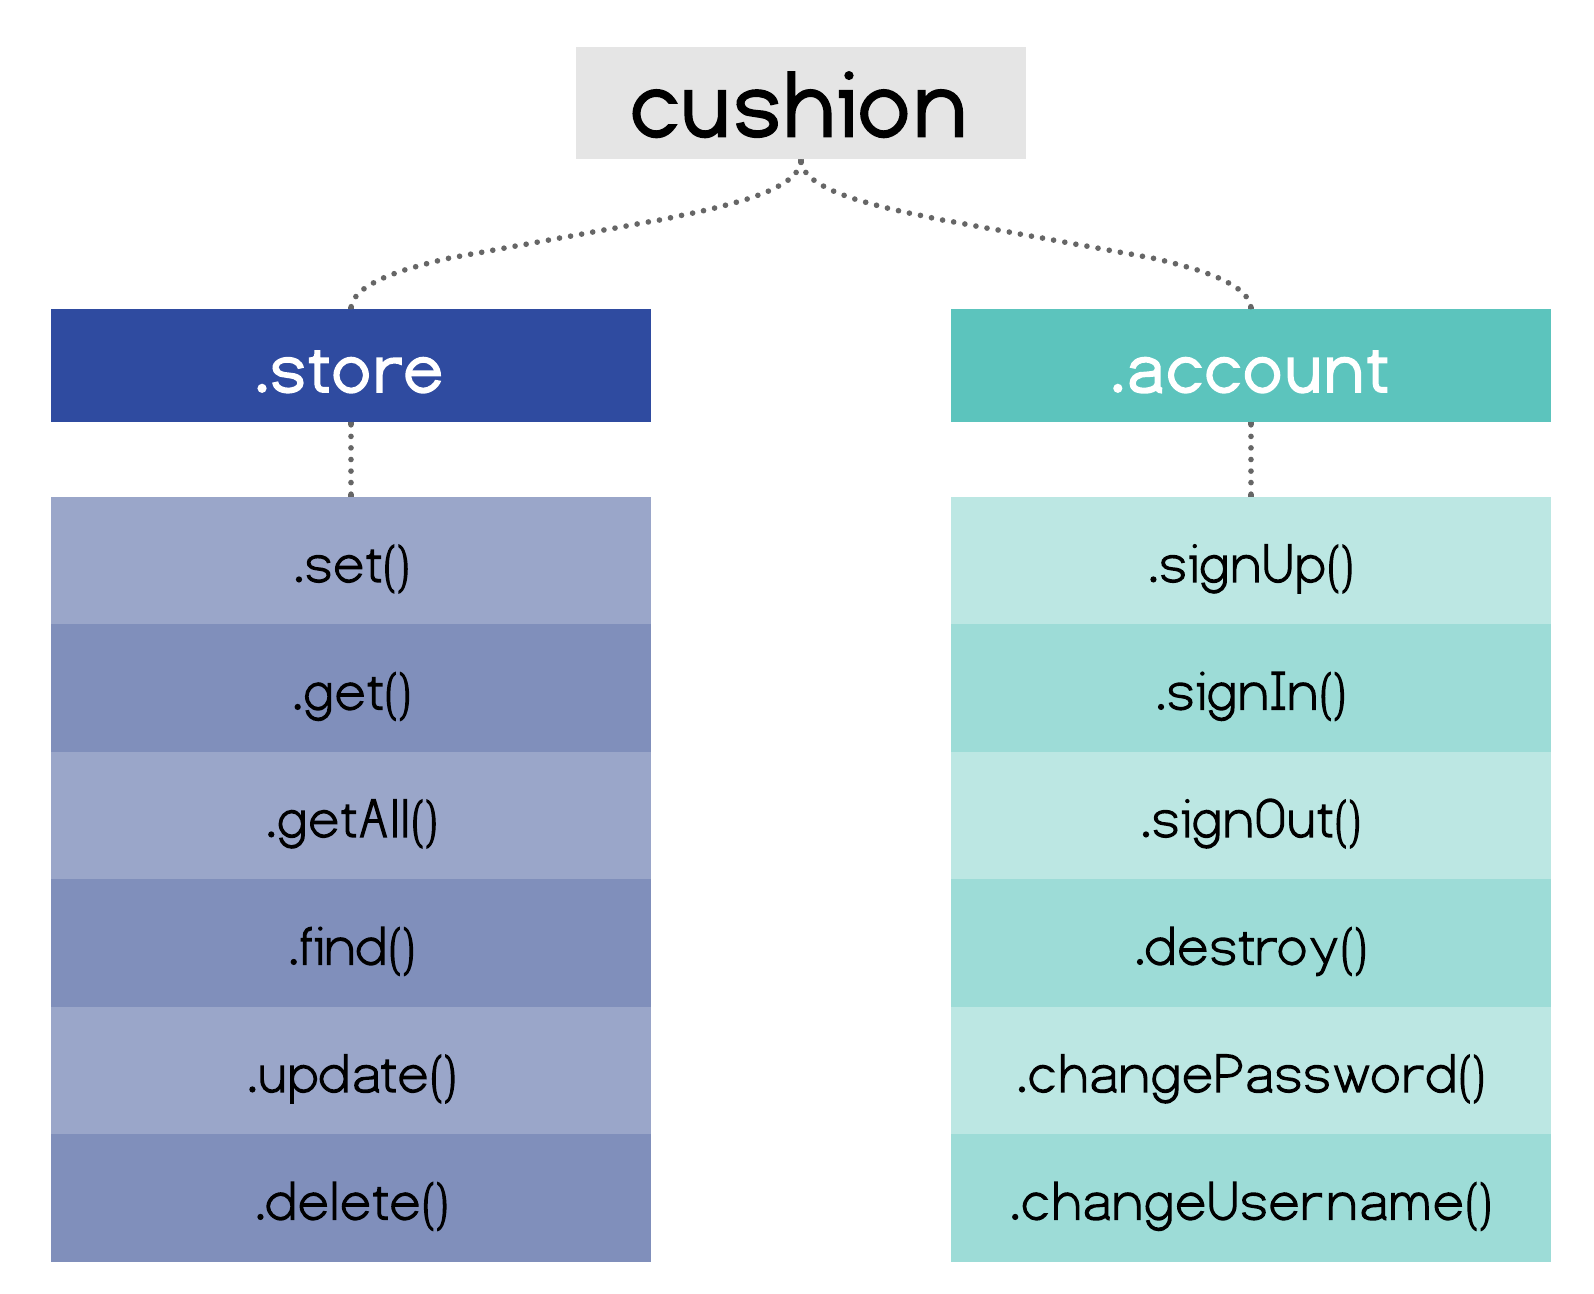 cushion
.store
.set()
.get()
.getAll()
.find()
.update()
.delete()
.account
.signUp()
.signIn()
.signOut()
.destroy()
.changePassword()
.changeUsername()